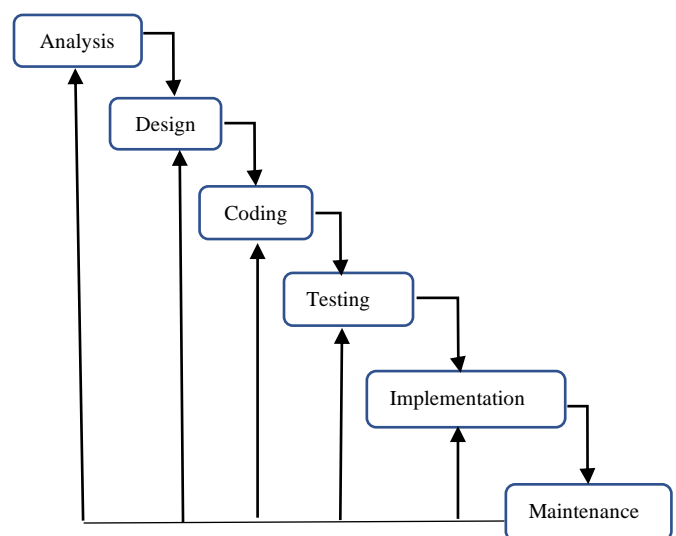 Analysis
Design
Coding
Testing
Implementation
Maintenance